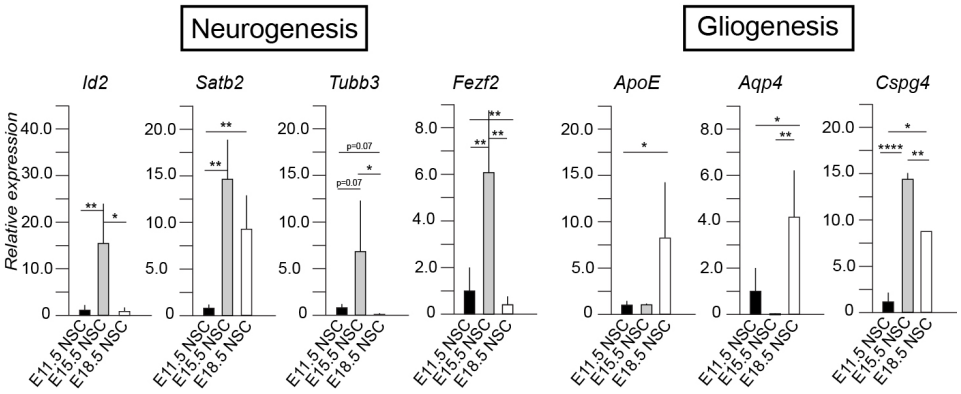 Neurogenesis
Gliogenesis
Id2
Satb2
Tubb3
Fezf2
ApoE
Aqp4
Cspg4
Relative expression
40.0
30.0
20.0
10.0
0
**
*
E11.5 NSC
E15.5 NSC
E18.5 NSC
20.0
15.0
10.0
5.0
0
**
**
E11.5 NSC
E15.5 NSC
E18.5 NSC
20.0
15.0
10.0
5.0
0
p=0.07
*
p=0.07
E11.5 NSC
E15.5 NSC
E18.5 NSC
8.0
6.0
4.0
2.0
0
**
**
**
E11.5 NSC
E15.5 NSC
E18.5 NSC
20.0
15.0
10.0
5.0
0
*
E11.5 NSC
E15.5 NSC
E18.5 NSC
8.0
6.0
4.0
2.0
0
*
**
E11.5 NSC
E15.5 NSC
E18.5 NSC
20.0
15.0
10.0
5.0
0
*
****
**
E11.5 NSC
E15.5 NSC
E18.5 NSC